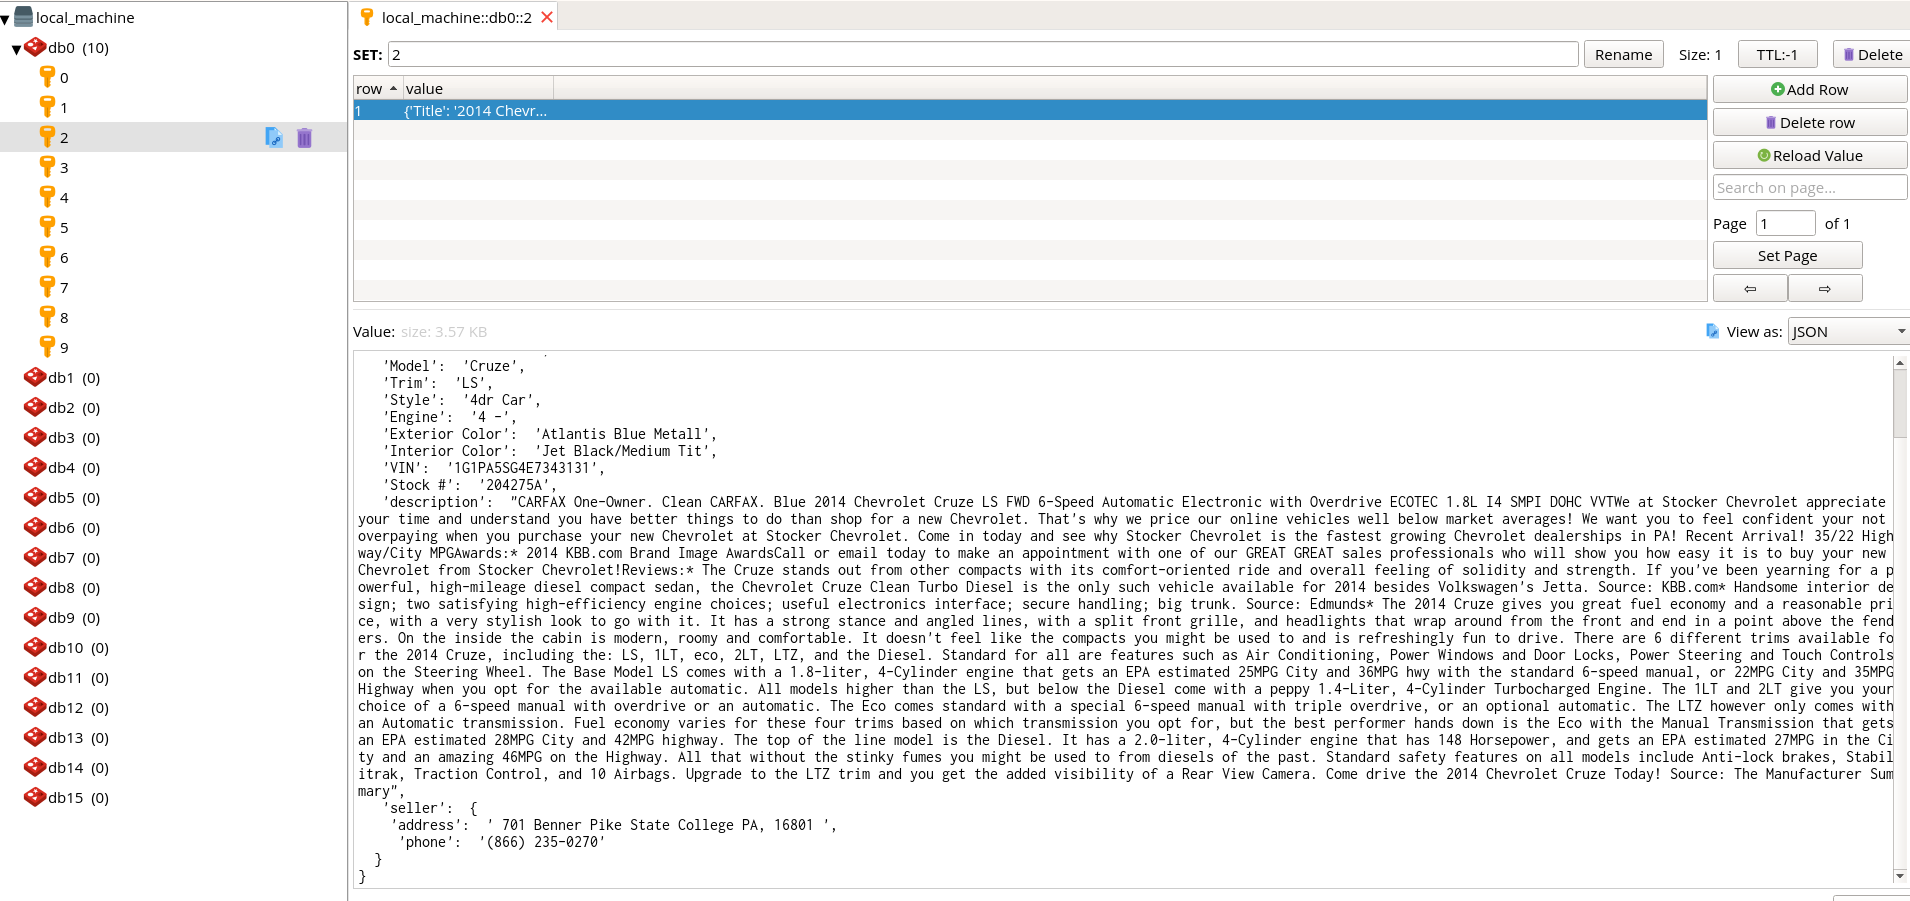 local_machine
db0 (10)
0
1
2
3
4
5
6
7
8
9
db1 (0)
db2 (0)
db3 (0)
db4 (0)
db5 (0)
db6 (0)
db7 (0)
db8 (0)
db9 (0)
db10 (0)
db11 (0)
db12 (0)
db13 (0)
db14 (0)
db15 (0)
local_machine::db0::2
SET: 2 Rename Size: 1 TTL:-1 Delete
row value
1 {'Title': '2014 Chevr...
Add Row
Delete row
Reload Value
Search on page...
Page 1 of 1
Set Page
⇦ ⇨
Value: size: 3.57 KB View as: JSON
'Model': 'Cruze',
'Trim': 'LS',
'Style': '4dr Car',
'Engine': '4 -',
'Exterior Color': 'Atlantis Blue Metall',
'Interior Color': 'Jet Black/Medium Tit',
'VIN': '1G1PA5SG4E7343131',
'Stock #': '204275A',
'description': "CARFAX One-Owner. Clean CARFAX. Blue 2014 Chevrolet Cruze LS FWD 6-Speed Automatic Electronic with Overdrive ECOTEC 1.8L I4 SMPI DOHC VVTWe at Stocker Chevrolet appreciate
your time and understand you have better things to do than shop for a new Chevrolet. That's why we price our online vehicles well below market averages! We want you to feel confident your not
overpaying when you purchase your new Chevrolet at Stocker Chevrolet. Come in today and see why Stocker Chevrolet is the fastest growing Chevrolet dealerships in PA! Recent Arrival! 35/22 High
way/City MPGAwards:* 2014 KBB.com Brand Image AwardsCall or email today to make an appointment with one of our GREAT GREAT sales professionals who will show you how easy it is to buy your new
Chevrolet from Stocker Chevrolet!Reviews:* The Cruze stands out from other compacts with its comfort-oriented ride and overall feeling of solidity and strength. If you've been yearning for a p
owerful, high-mileage diesel compact sedan, the Chevrolet Cruze Clean Turbo Diesel is the only such vehicle available for 2014 besides Volkswagen's Jetta. Source: KBB.com* Handsome interior de
sign; two satisfying high-efficiency engine choices; useful electronics interface; secure handling; big trunk. Source: Edmunds* The 2014 Cruze gives you great fuel economy and a reasonable pri
ce, with a very stylish look to go with it. It has a strong stance and angled lines, with a split front grille, and headlights that wrap around from the front and end in a point above the fend
ers. On the inside the cabin is modern, roomy and comfortable. It doesn't feel like the compacts you might be used to and is refreshingly fun to drive. There are 6 different trims available fo
r the 2014 Cruze, including the: LS, 1LT, eco, 2LT, LTZ, and the Diesel. Standard for all are features such as Air Conditioning, Power Windows and Door Locks, Power Steering and Touch Controls
on the Steering Wheel. The Base Model LS comes with a 1.8-liter, 4-Cylinder engine that gets an EPA estimated 25MPG City and 36MPG hwy with the standard 6-speed manual, or 22MPG City and 35MPG
Highway when you opt for the available automatic. All models higher than the LS, but below the Diesel come with a peppy 1.4-Liter, 4-Cylinder Turbocharged Engine. The 1LT and 2LT give you your
choice of a 6-speed manual with overdrive or an automatic. The Eco comes standard with a special 6-speed manual with triple overdrive, or an optional automatic. The LTZ however only comes with
an Automatic transmission. Fuel economy varies for these four trims based on which transmission you opt for, but the best performer hands down is the Eco with the Manual Transmission that gets
an EPA estimated 28MPG City and 42MPG highway. The top of the line model is the Diesel. It has a 2.0-liter, 4-Cylinder engine that has 148 Horsepower, and gets an EPA estimated 27MPG in the Ci
ty and an amazing 46MPG on the Highway. All that without the stinky fumes you might be used to from diesels of the past. Standard safety features on all models include Anti-lock brakes, Stabil
itrak, Traction Control, and 10 Airbags. Upgrade to the LTZ trim and you get the added visibility of a Rear View Camera. Come drive the 2014 Chevrolet Cruze Today! Source: The Manufacturer Sum
mary",
'seller': {
'address': ' 701 Benner Pike State College PA, 16801 ',
'phone': '(866) 235-0270'
}
}